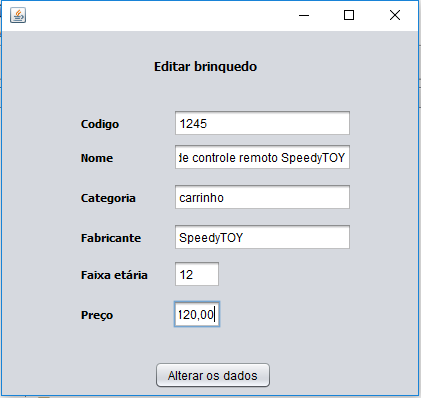 Editar brinquedo
Codigo 1245
Nome de controle remoto SpeedyTOY
Categoria carrinho
Fabricante SpeedyTOY
Faixa etária 12
Preço 120,00
Alterar os dados